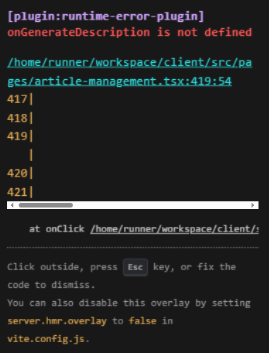 [plugin:runtime-error-plugin]
onGenerateDescription is not defined
/home/runner/workspace/client/src/pa
ges/article-management.tsx:419:54
417|
418|
419|
|
420|
421|
at onClick /home/runner/workspace/client/
Click outside, press Esc key, or fix the
code to dismiss.
You can also disable this overlay by setting
server.hmr.overlay to false in
vite.config.js.